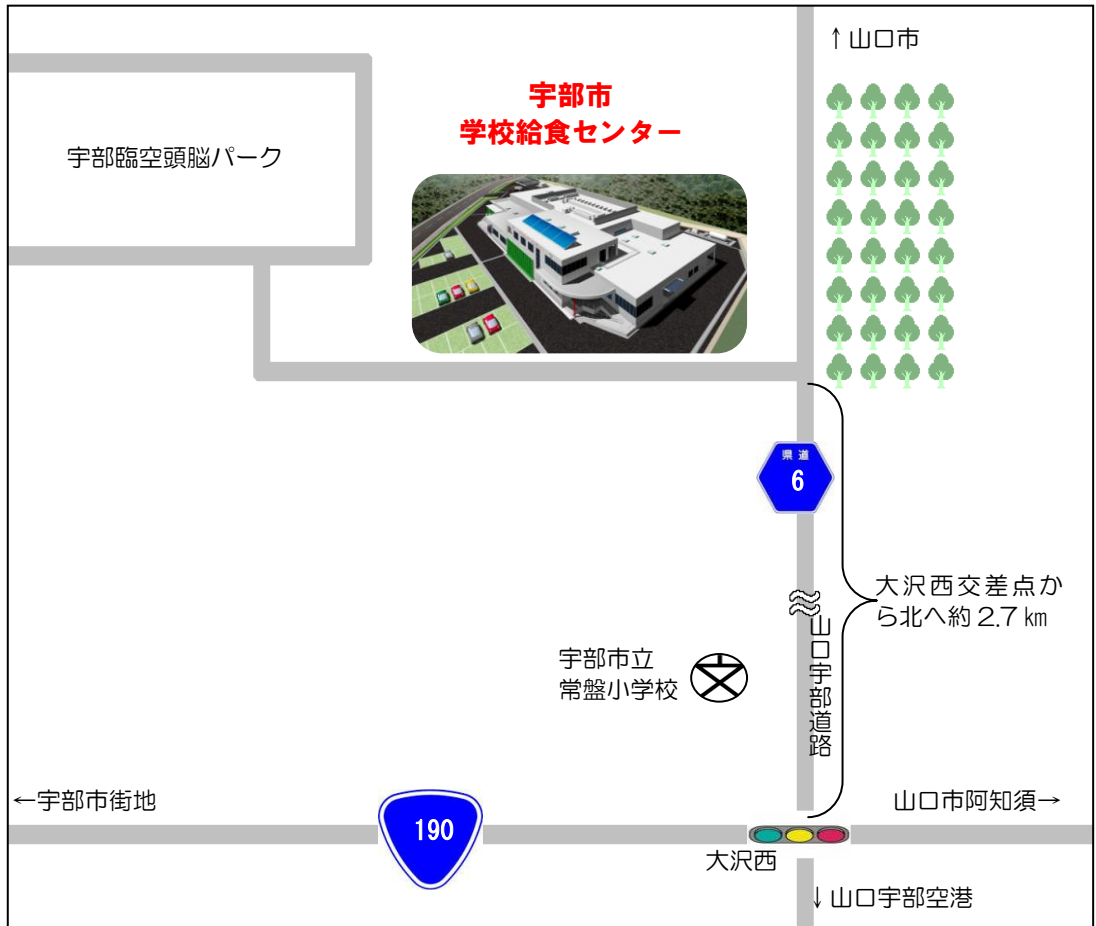 ↑山口市
宇部市
学校給食センター
宇部臨空頭脳パーク
県道
6
大沢西交差点か
ら北へ約2.7㎞
山口宇部道路
宇部市立
常盤小学校
←宇部市街地
山口市阿知須→
190
大沢西
↓山口宇部空港